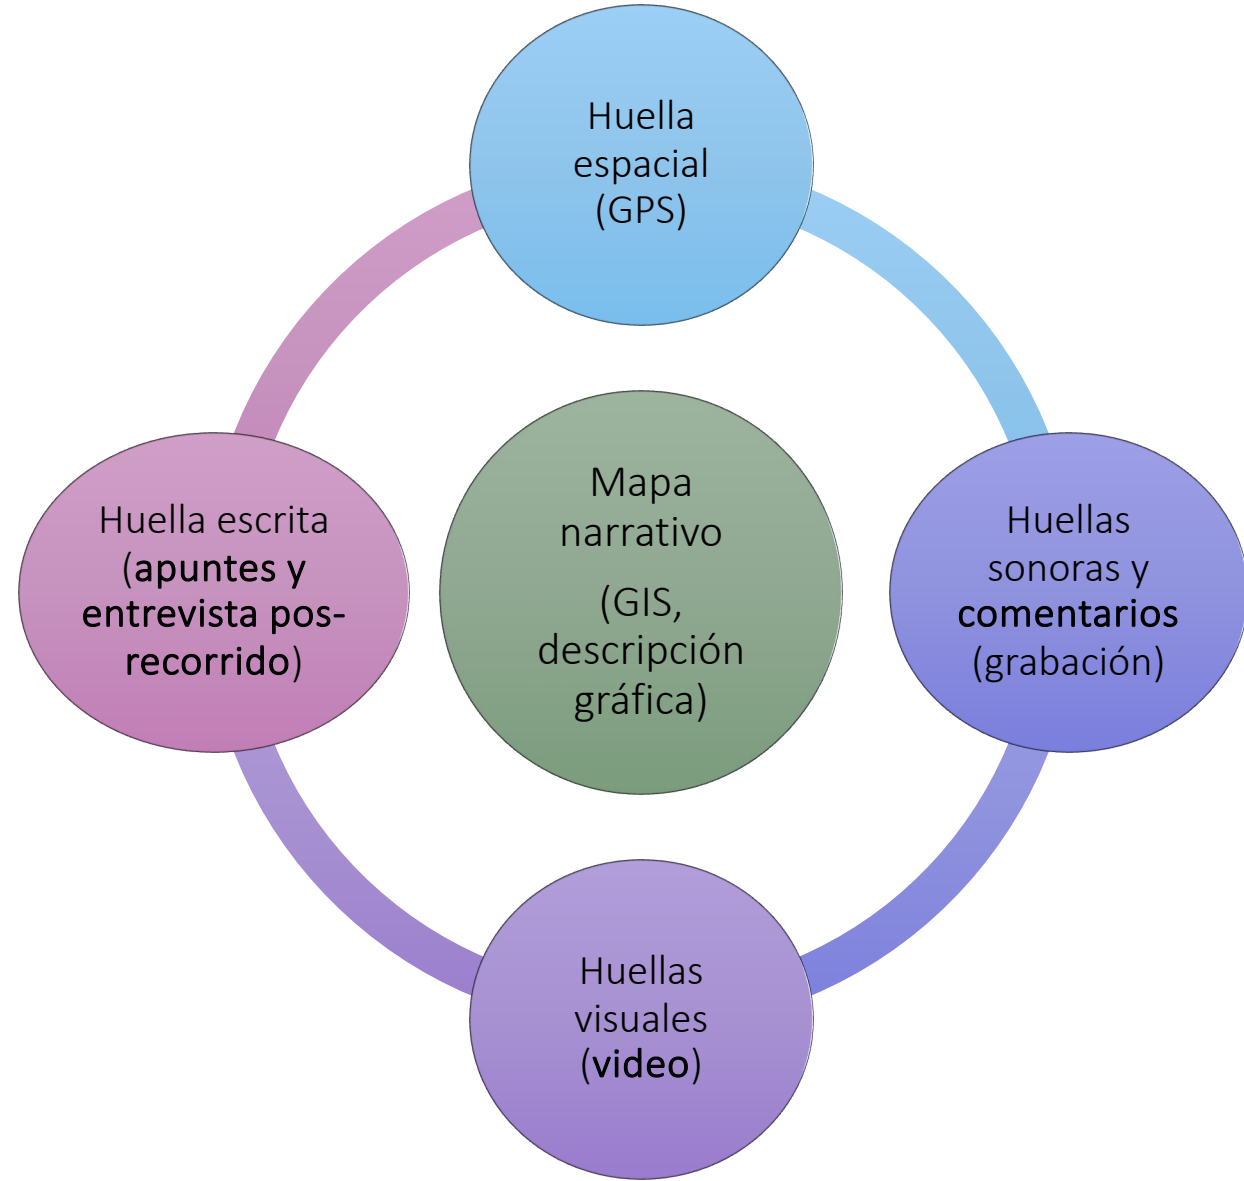 Huella
espacial
(GPS)
Huella escrita
(apuntes y
entrevista pos-
recorrido)
Mapa
narrativo
(GIS,
descripción
gráfica)
Huellas
sonoras y
comentarios
(grabación)
Huellas
visuales
(video)